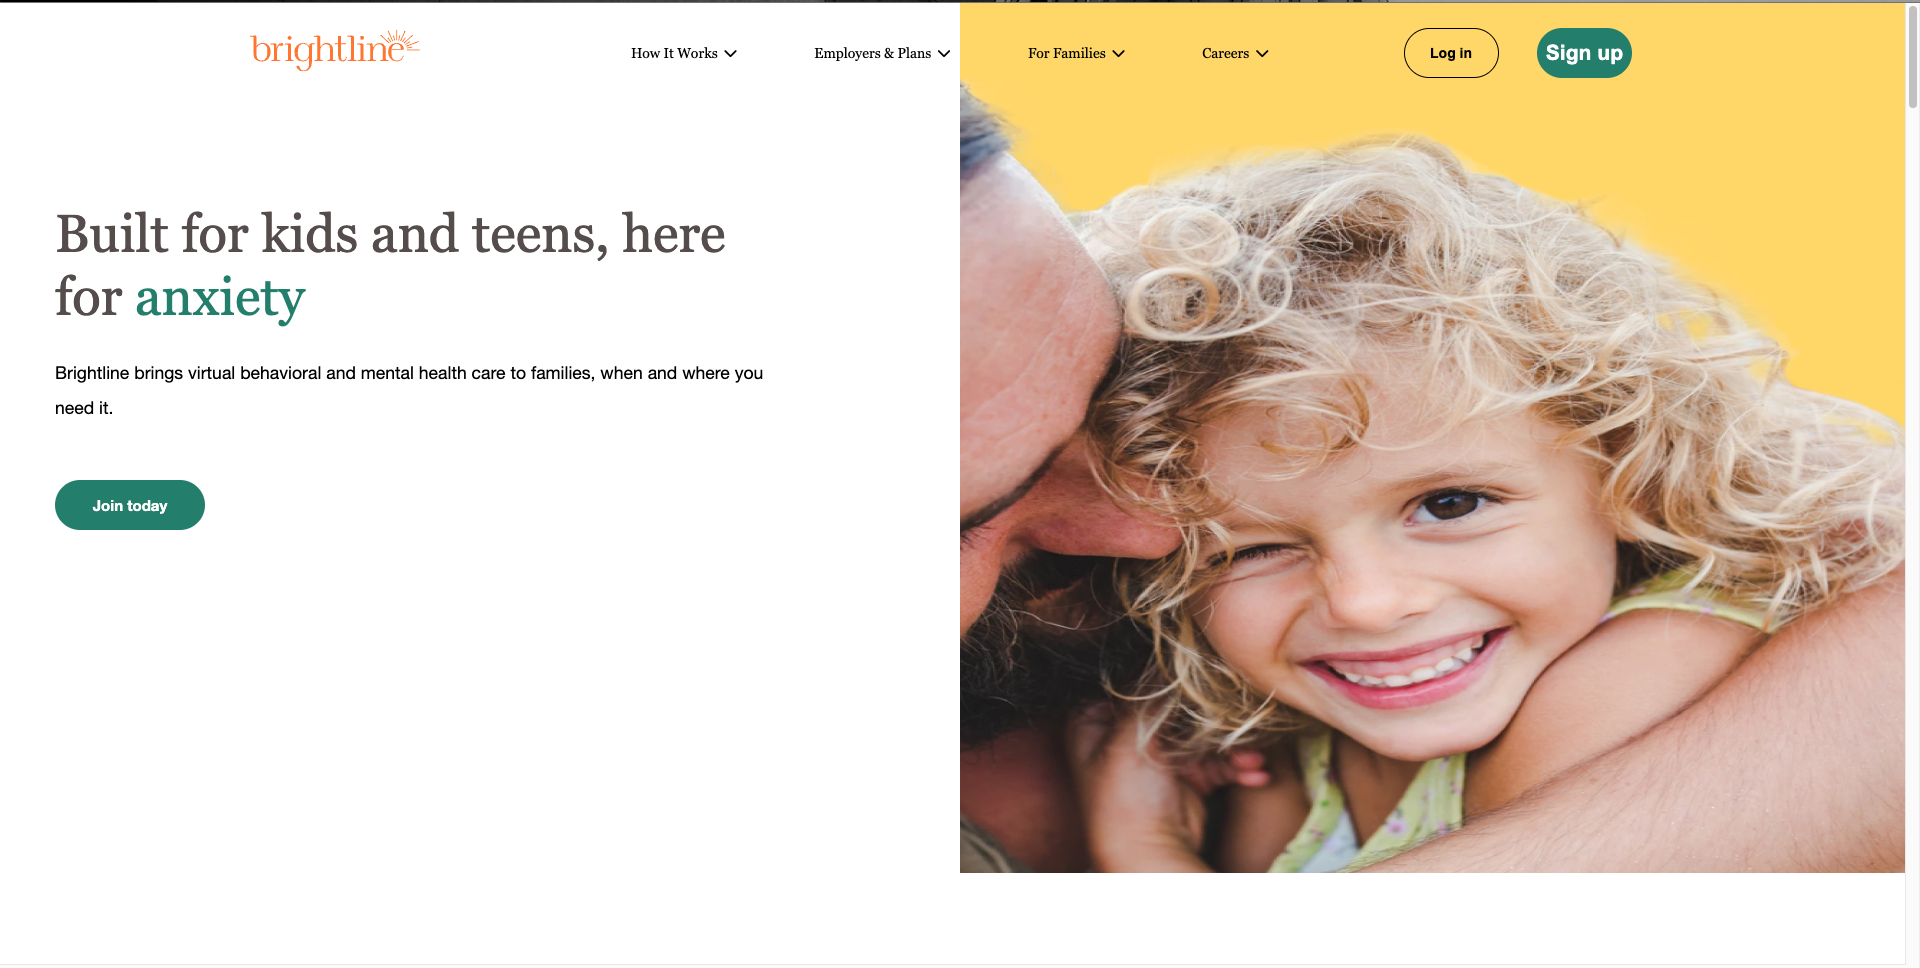 brightline
How It Works
Employers & Plans
For Families
Careers
Log in
Sign up
Built for kids and teens, here
for anxiety
Brightline brings virtual behavioral and mental health care to families, when and where you
need it.
Join today